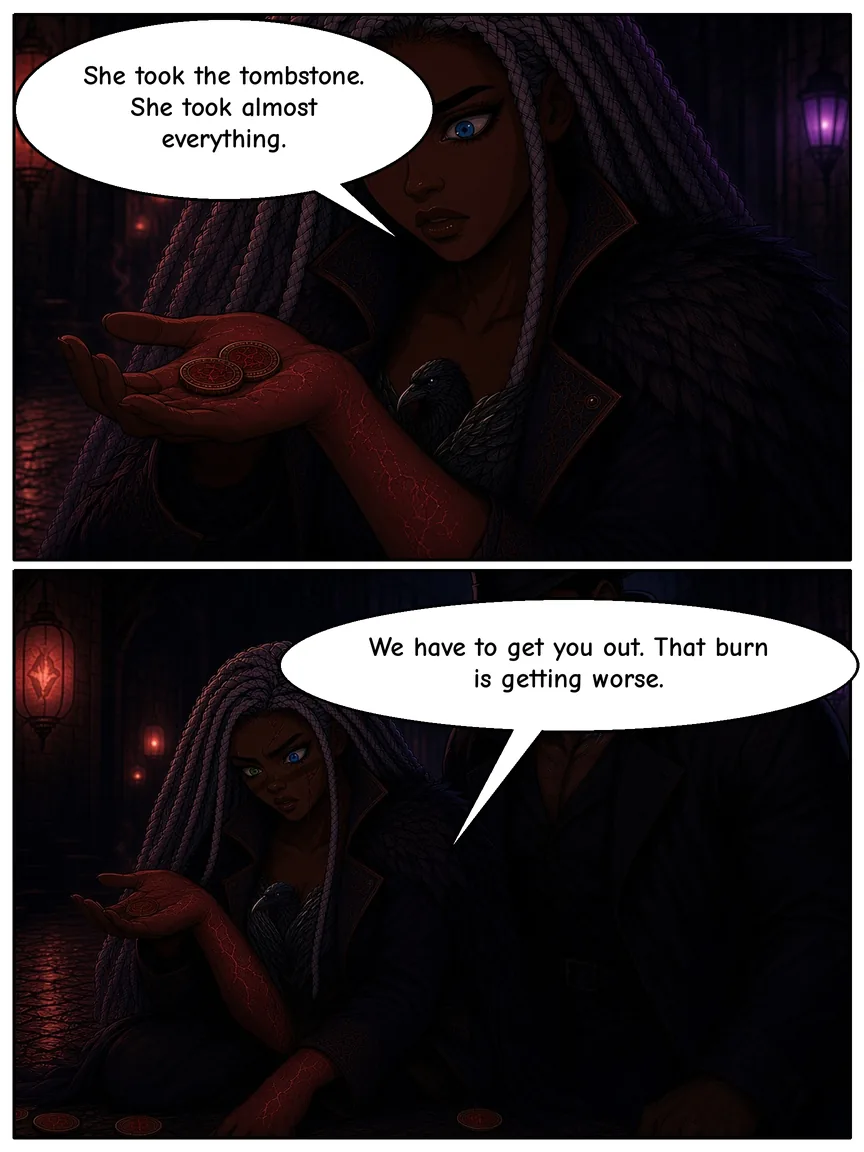 She took the tombstone.
She took almost
everything.
We have to get you out. That burn
is getting worse.